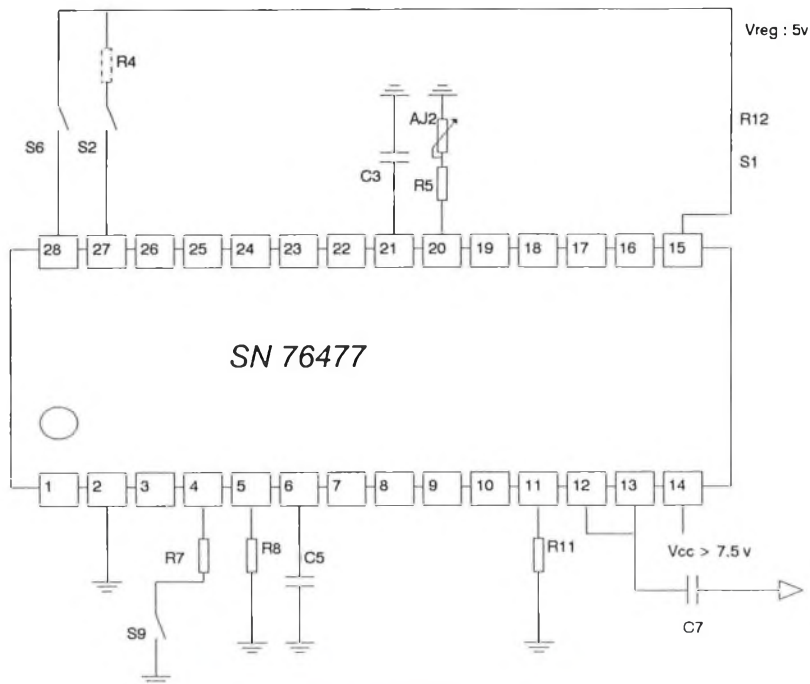 Vreg : 5v
R4
AJ2
R12
S6 S2 C3 R5 S1
28 27 26 25 24 23 22 21 20 19 18 17 16 15
SN 76477
1 2 3 4 5 6 7 8 9 10 11 12 13 14
R7 R8 C5 R11 Vcc > 7.5 v
S9 C7